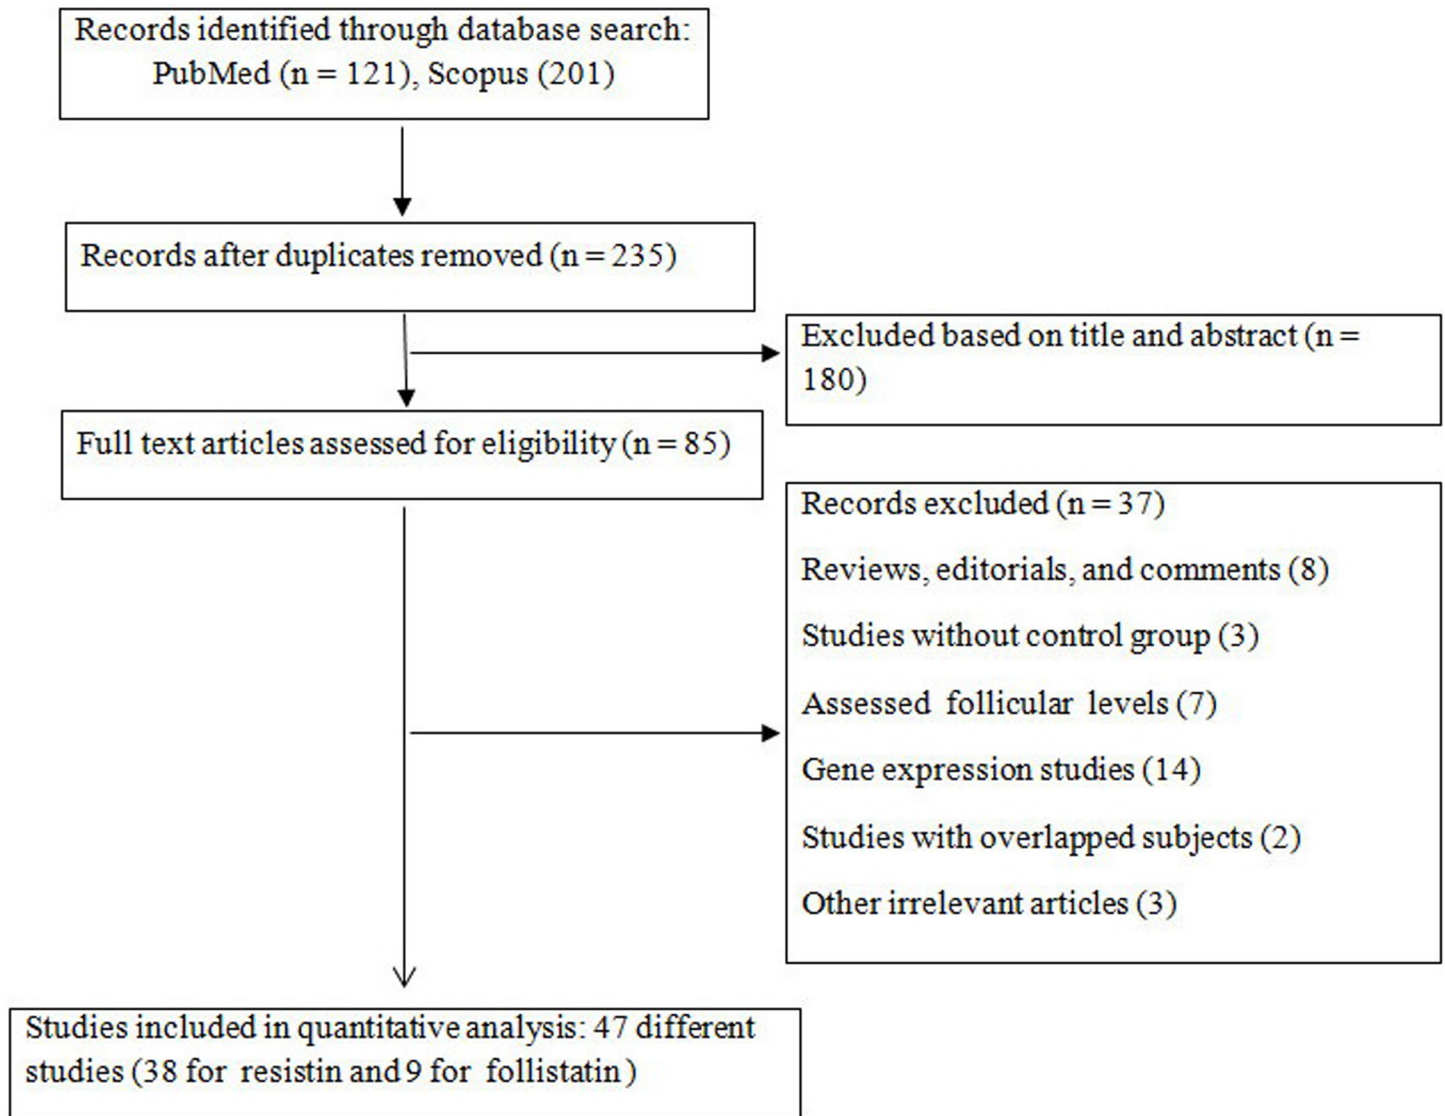 Records identified through database search:
PubMed (n = 121), Scopus (201)
Records after duplicates removed (n = 235)
Excluded based on title and abstract (n =
180)
Full text articles assessed for eligibility (n = 85)
Records excluded (n = 37)
Reviews, editorials, and comments (8)
Studies without control group (3)
Assessed follicular levels (7)
Gene expression studies (14)
Studies with overlapped subjects (2)
Other irrelevant articles (3)
Studies included in quantitative analysis: 47 different
studies (38 for resistin and 9 for follistatin)